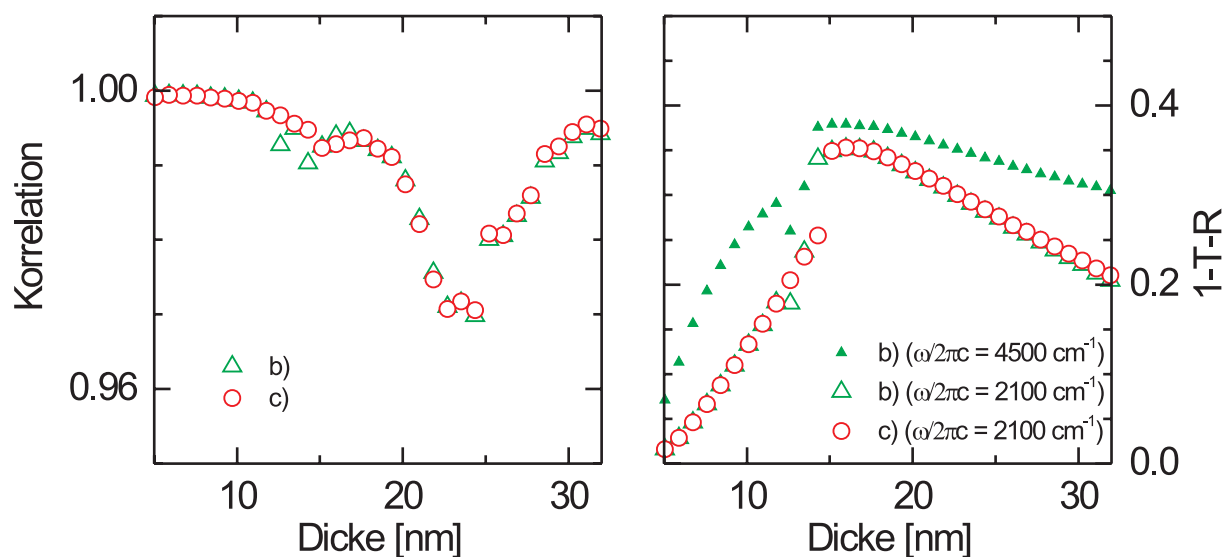 1.00
0.96
Korrelation
b)
c)
10
20
30
Dicke [nm]
0.4
0.2
0.0
1-T-R
b) (ω/2πc = 4500 cm⁻¹)
b) (ω/2πc = 2100 cm⁻¹)
c) (ω/2πc = 2100 cm⁻¹)
10
20
30
Dicke [nm]